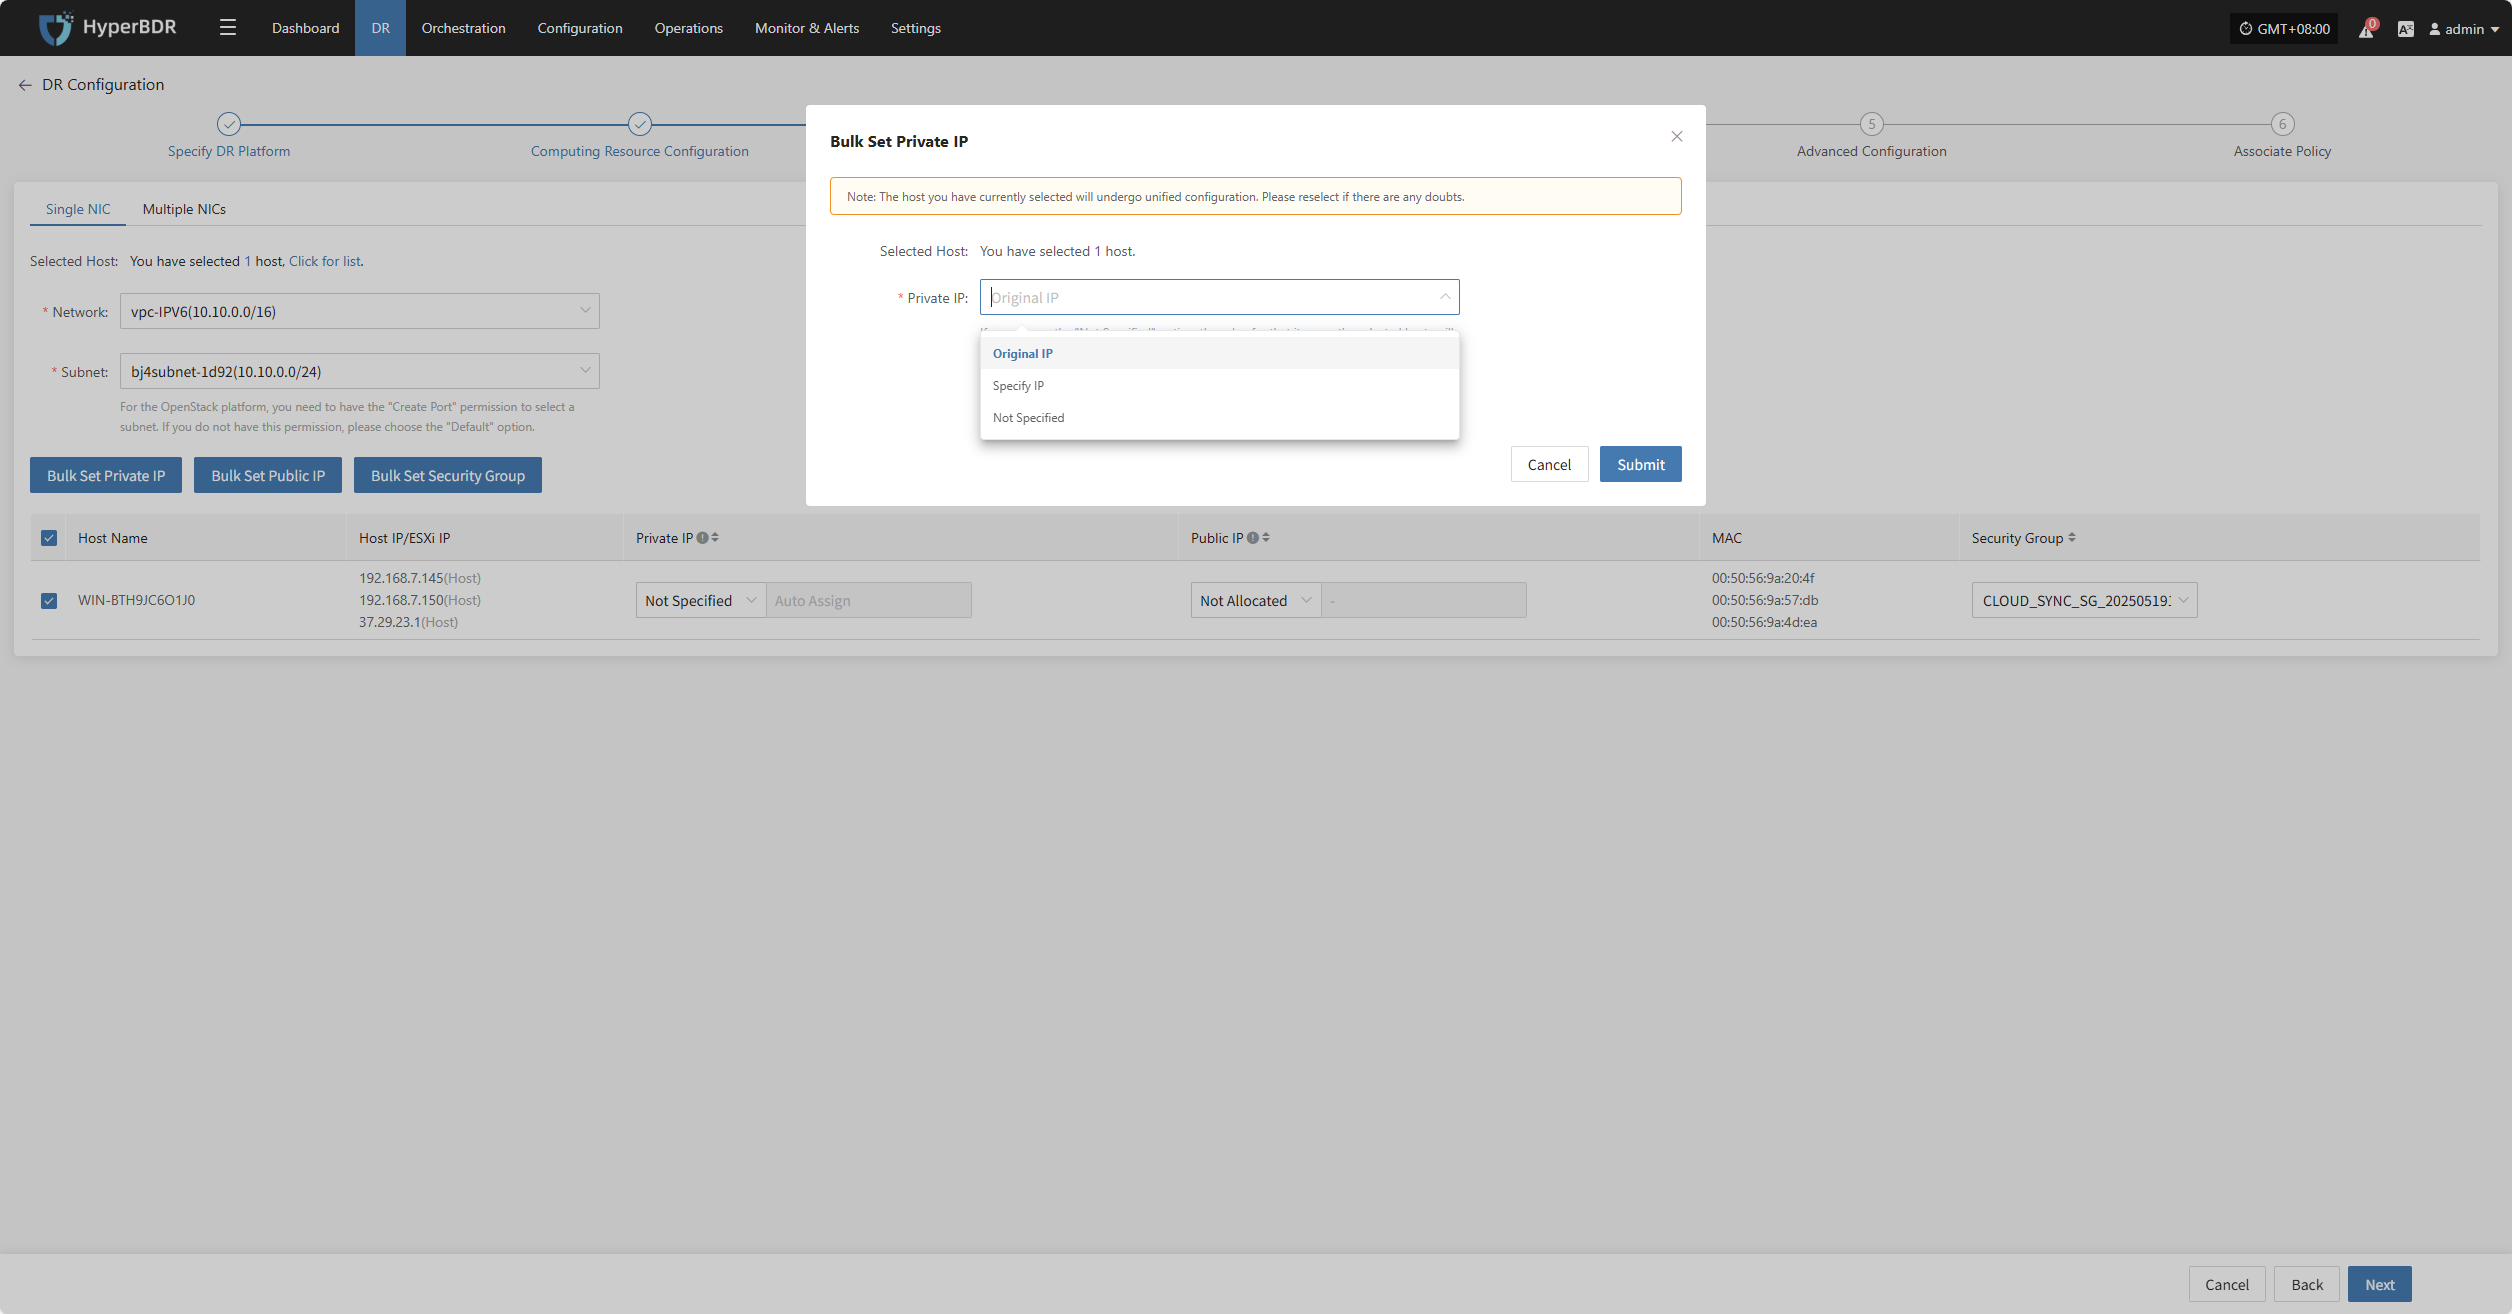 HyperBDR
Dashboard
DR
Orchestration
Configuration
Operations
Monitor & Alerts
Settings
GMT+08:00
0
admin
DR Configuration
Specify DR Platform
Computing Resource Configuration
5
Advanced Configuration
6
Associate Policy
Bulk Set Private IP
Note: The host you have currently selected will undergo unified configuration. Please reselect if there are any doubts.
Selected Host: You have selected 1 host.
* Private IP: Original IP
Original IP
Specify IP
Not Specified
Cancel
Submit
Single NIC
Multiple NICs
Selected Host: You have selected 1 host, Click for list.
* Network: vpc-IPV6(10.10.0.0/16)
* Subnet: bj4subnet-1d92(10.10.0.0/24)
For the OpenStack platform, you need to have the "Create Port" permission to select a
subnet. If you do not have this permission, please choose the "Default" option.
Bulk Set Private IP
Bulk Set Public IP
Bulk Set Security Group
Host Name
Host IP/ESXi IP
Private IP
Public IP
MAC
Security Group
WIN-BTH9JC6O1J0
192.168.7.145(Host)
192.168.7.150(Host)
37.29.23.1(Host)
Not Specified
Auto Assign
Not Allocated
-
00:50:56:9a:20:4f
00:50:56:9a:57:db
00:50:56:9a:4d:ea
CLOUD_SYNC_SG_20250519
Cancel
Back
Next